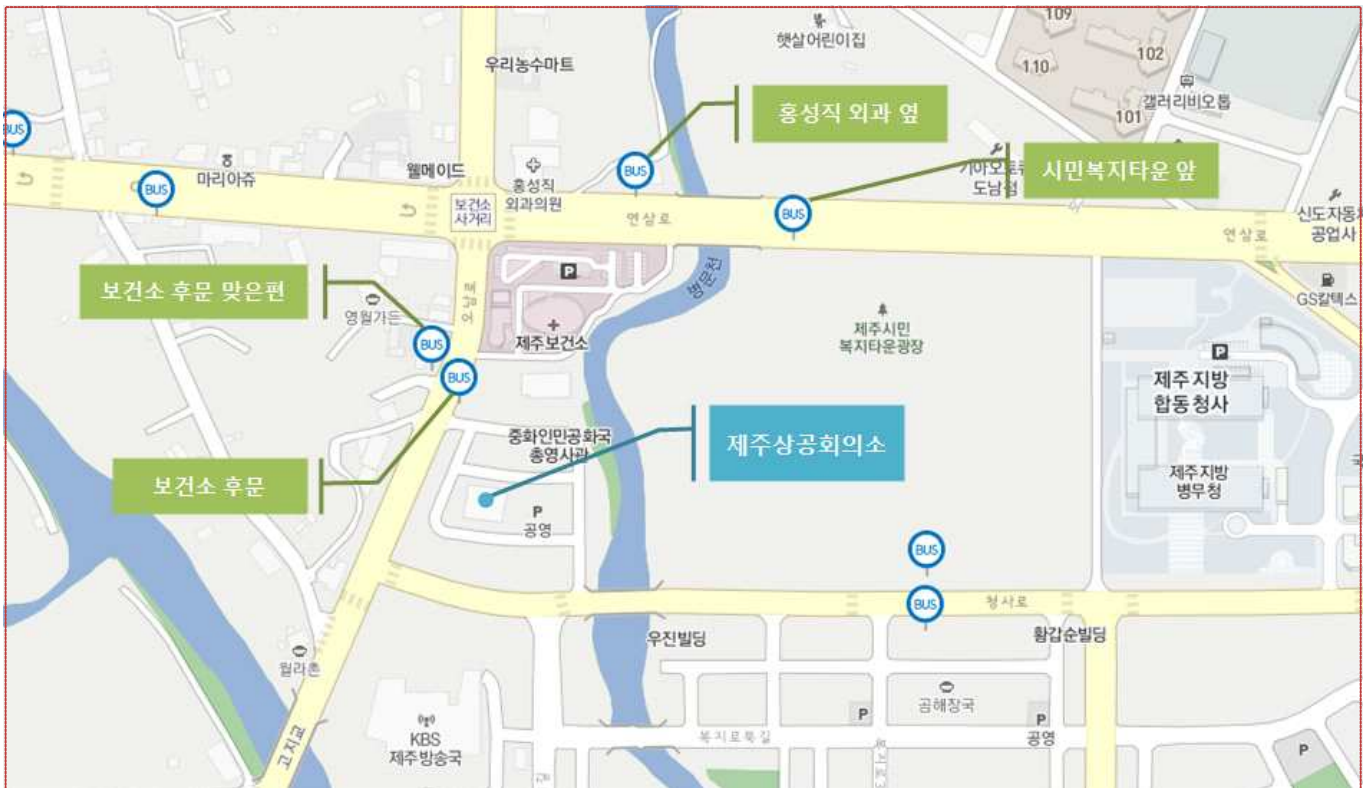 109
햇살어린이집
102
우리농수마트
110
갤러리비오톱
홍성직 외과 옆
101
BUS
BUS
마리아쥬
웰메이드
홍성직
외과의원
BUS
도남점
시민복지타운 앞
BUS
보건소
사거리
연삼로
연삼로
신도자동차
공업사
보건소 후문 맞은편
영월가든
오남로
P
병문천
GS칼텍스
제주보건소
제주시민
복지타운광장
P
BUS
BUS
제주지방
합동청사
중화인민공화국
총영사관
제주상공회의소
보건소 후문
P
공영
제주지방
병무청
BUS
BUS
청사로
우진빌딩
황갑순빌딩
월라촌
곰해장국
P
P
공영
KBS
제주방송국
고지교
복지로북길
P